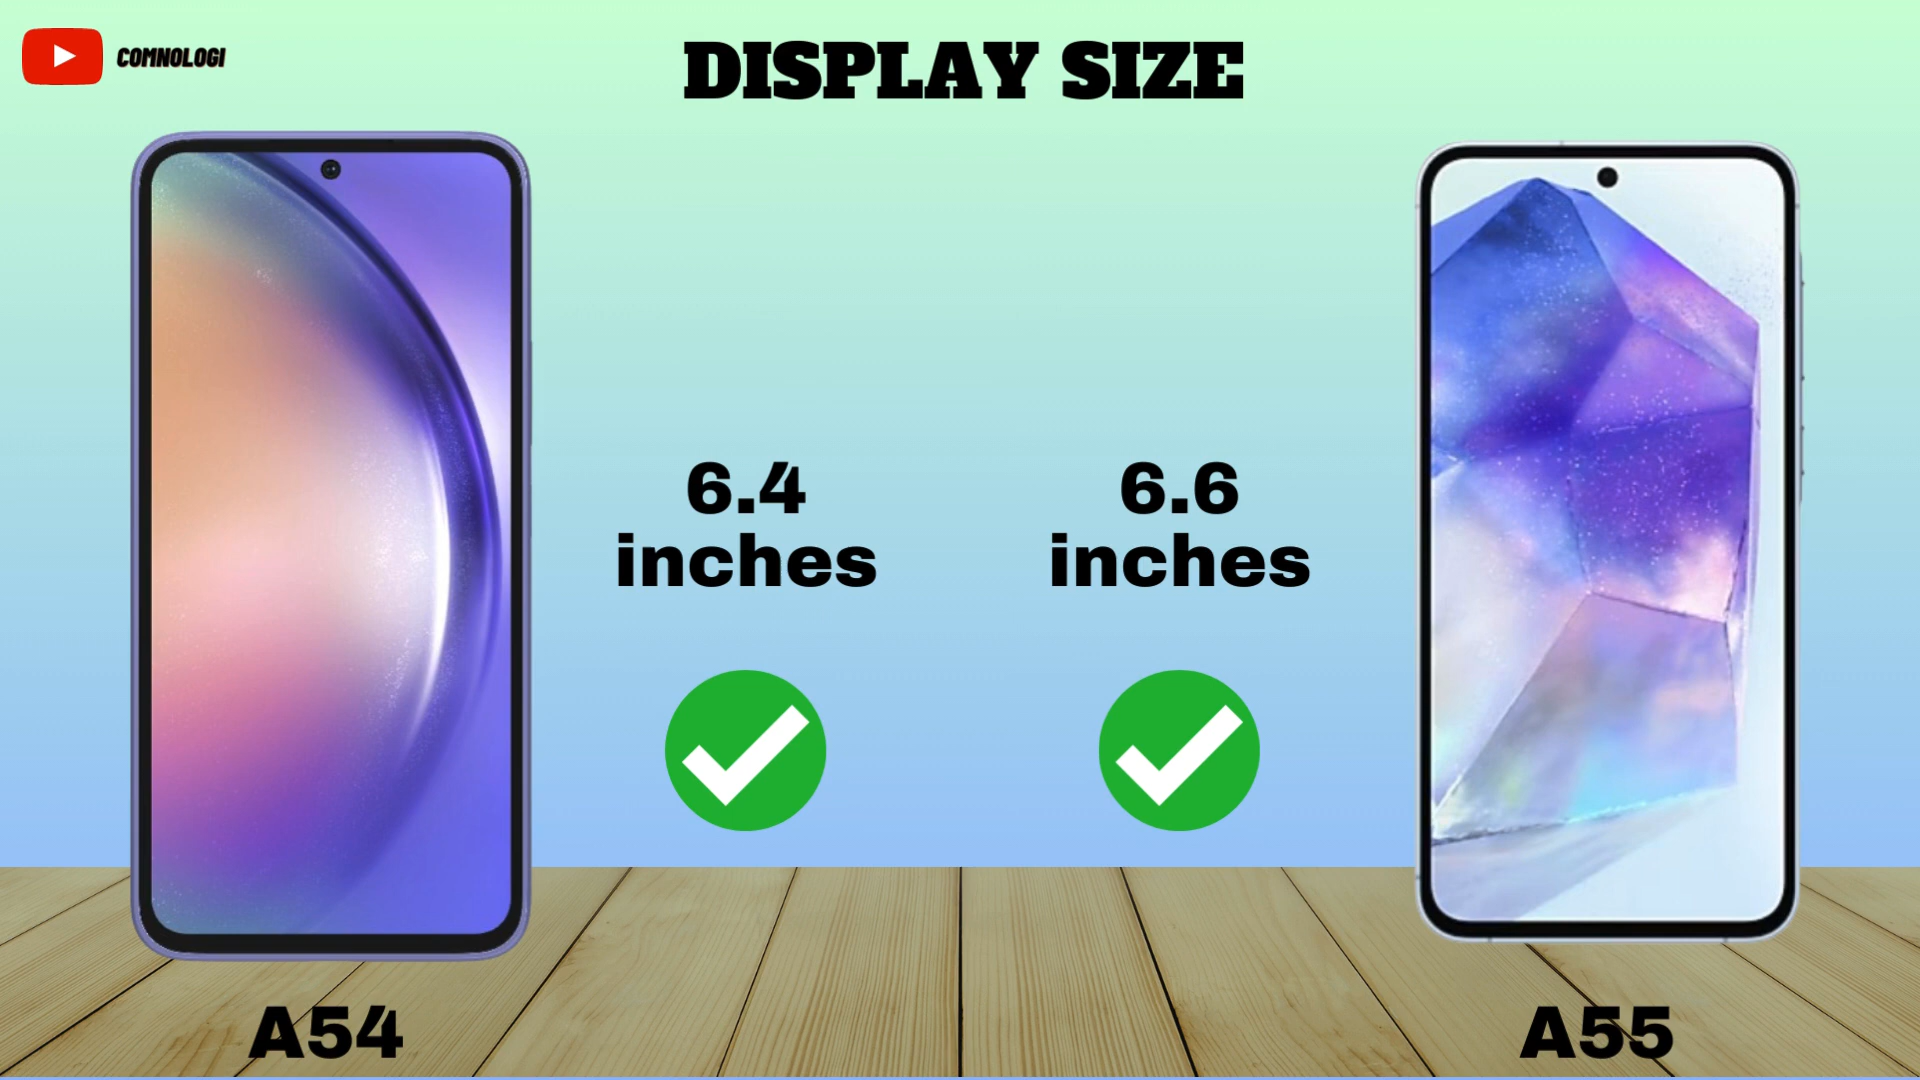 COMNOLOGI
DISPLAY SIZE
6.4
inches
6.6
inches
A54
A55